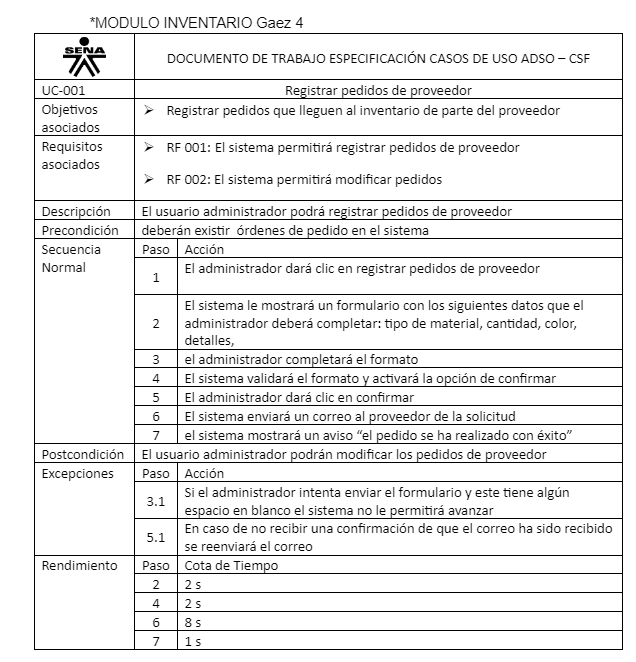 *MODULO INVENTARIO Gaez 4
SENA
DOCUMENTO DE TRABAJO ESPECIFICACIÓN CASOS DE USO ADSO – CSF
UC-001 Registrar pedidos de proveedor
Objetivos asociados
➢ Registrar pedidos que lleguen al inventario de parte del proveedor
Requisitos asociados
➢ RF 001: El sistema permitirá registrar pedidos de proveedor
➢ RF 002: El sistema permitirá modificar pedidos
Descripción El usuario administrador podrá registrar pedidos de proveedor
Precondición deberán existir órdenes de pedido en el sistema
Secuencia Normal
Paso Acción
1 El administrador dará clic en registrar pedidos de proveedor
2 El sistema le mostrará un formulario con los siguientes datos que el
administrador deberá completar: tipo de material, cantidad, color,
detalles,
3 el administrador completará el formato
4 El sistema validará el formato y activará la opción de confirmar
5 El administrador dará clic en confirmar
6 El sistema enviará un correo al proveedor de la solicitud
7 el sistema mostrará un aviso “el pedido se ha realizado con éxito”
Postcondición El usuario administrador podrán modificar los pedidos de proveedor
Excepciones Paso Acción
3.1 Si el administrador intenta enviar el formulario y este tiene algún
espacio en blanco el sistema no le permitirá avanzar
5.1 En caso de no recibir una confirmación de que el correo ha sido recibido
se reenviará el correo
Rendimiento Paso Cota de Tiempo
2 2 s
4 2 s
6 8 s
7 1 s